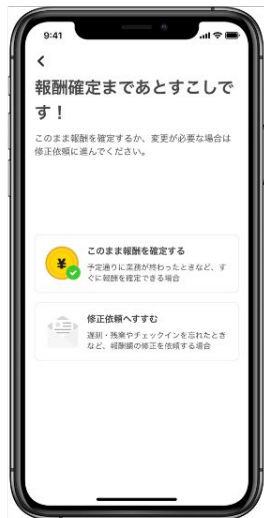 9:41
報酬確定まであとすこしで
す!
このまま報酬を確定するか、変更が必要な場合は
修正依頼に進んでください。
¥
このまま報酬を確定する
予定通りに業務が終わったときなど、す
ぐに報酬を確定できる場合
修正依頼へすすむ
遅刻・残業やチェックインを忘れたとき
など、報酬額の修正を依頼する場合